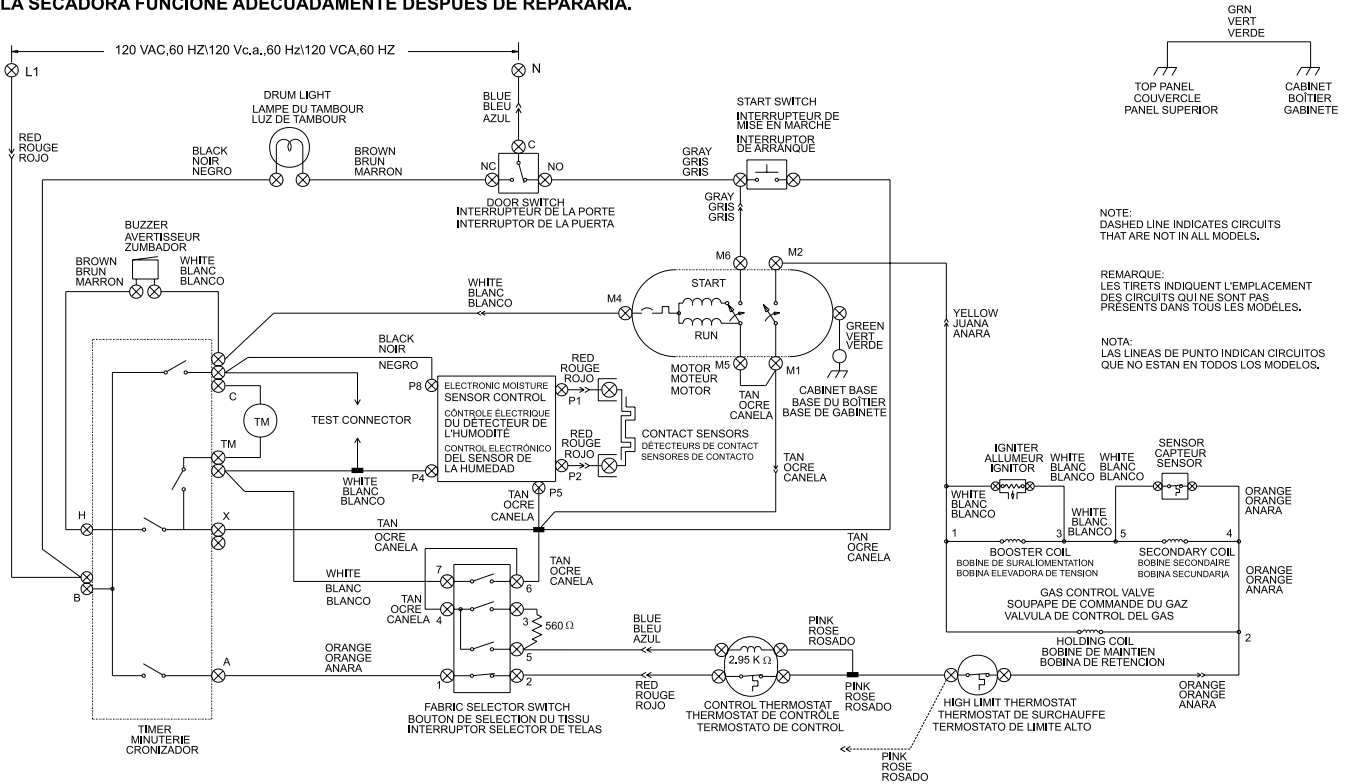 LA SECADORA FUNCIONE ADECUADAMENTE DESPUES DE REPARARIA.
GRN
VERT
VERDE
TOP PANEL
COUVERCLE
PANEL SUPERIOR
CABINET
BOÎTIER
GABINETE
120 VAC,60 HZ\120 Vc.a.,60 Hz\120 VCA,60 HZ
L1
N
RED
ROUGE
ROJO
DRUM LIGHT
LAMPE DU TAMBOUR
LUZ DE TAMBOUR
BLACK
NOIR
NEGRO
BROWN
BRUN
MARRON
BLUE
BLEU
AZUL
C
NC
NO
DOOR SWITCH
INTERRUPTEUR DE LA PORTE
INTERRUPTOR DE LA PUERTA
GRAY
GRIS
GRIS
START SWITCH
INTERRUPTEUR DE
MISE EN MARCHE
INTERRUPTOR
DE ARRANQUE
GRAY
GRIS
GRIS
NOTE:
DASHED LINE INDICATES CIRCUITS
THAT ARE NOT IN ALL MODELS.
REMARQUE:
LES TIRETS INDIQUENT L'EMPLACEMENT
DES CIRCUITS QUI NE SONT PAS
PRÉSENTS DANS TOUS LES MODÉLES.
NOTA:
LAS LINEAS DE PUNTO INDICAN CIRCUITOS
QUE NO ESTAN EN TODOS LOS MODELOS.
BUZZER
AVERTISSEUR
ZUMBADOR
BROWN
BRUN
MARRON
WHITE
BLANC
BLANCO
WHITE
BLANC
BLANCO
M6
M2
M4
START
RUN
M5
M1
MOTOR
MOTEUR
MOTOR
GREEN
VERT
VERDE
CABINET BASE
BASE DU BOÎTIER
BASE DE GABINETE
YELLOW
JUANA
ANARA
TAN
OCRE
CANELA
TAN
OCRE
CANELA
BLACK
NOIR
NEGRO
P8
ELECTRONIC MOISTURE
SENSOR CONTROL
CÔNTROLE ÉLECTRIQUE
DU DÉTECTEUR DE
L'HUMODITÉ
CONTROL ELECTRÓNICO
DEL SENSOR DE
LA HUMEDAD
RED
ROUGE
ROJO
P1
RED
ROUGE
ROJO
P2
CONTACT SENSORS
DÉTECTEURS DE CONTACT
SENSORES DE CONTACTO
C
TM
TM
TEST CONNECTOR
WHITE
BLANC
BLANCO
P4
P5
TAN
OCRE
CANELA
H
X
TAN
OCRE
CANELA
TAN
OCRE
CANELA
B
WHITE
BLANC
BLANCO
TAN
OCRE
CANELA
7
6
4
3
560 Ω
5
1
2
TAN
OCRE
CANELA
A
ORANGE
ORANGE
ANARA
FABRIC SELECTOR SWITCH
BOUTON DE SELECTION DU TISSU
INTERRUPTOR SELECTOR DE TELAS
TIMER
MINUTERIE
CRONIZADOR
BLUE
BLEU
AZUL
RED
ROUGE
ROJO
2.95 K Ω
CONTROL THERMOSTAT
THERMOSTAT DE CONTRÔLE
TERMOSTATO DE CONTROL
PINK
ROSE
ROSADO
PINK
ROSE
ROSADO
HIGH LIMIT THERMOSTAT
THERMOSTAT DE SURCHAUFFE
TERMOSTATO DE LIMITE ALTO
PINK
ROSE
ROSADO
ORANGE
ORANGE
ANARA
IGNITER
ALLUMEUR
IGNITOR
WHITE
BLANC
BLANCO
WHITE
BLANC
BLANCO
WHITE
BLANC
BLANCO
WHITE
BLANC
BLANCO
SENSOR
CAPTEUR
SENSOR
ORANGE
ORANGE
ANARA
1
3
5
4
BOOSTER COIL
BOBINE DE SURALIOMENTATION
BOBINA ELEVADORA DE TENSION
SECONDARY COIL
BOBINE SECONDAIRE
BOBINA SECUNDARIA
ORANGE
ORANGE
ANARA
GAS CONTROL VALVE
SOUPAPE DE COMMANDE DU GAZ
VALVULA DE CONTROL DEL GAS
HOLDING COIL
BOBINE DE MAINTIEN
BOBINA DE RETENCION
2